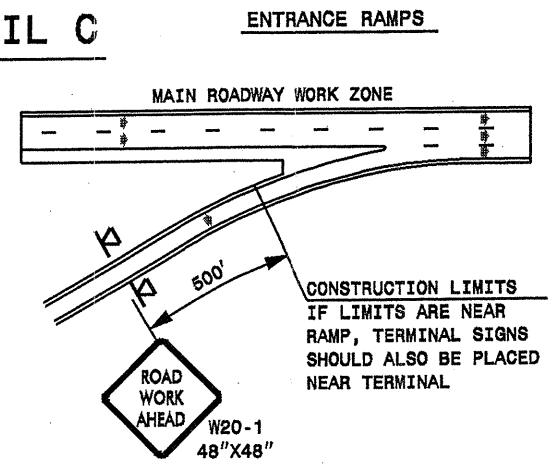 IL C
ENTRANCE RAMPS
MAIN ROADWAY WORK ZONE
500'
CONSTRUCTION LIMITS
IF LIMITS ARE NEAR
RAMP, TERMINAL SIGNS
SHOULD ALSO BE PLACED
NEAR TERMINAL
ROAD
WORK
AHEAD
W20-1
48"X48"